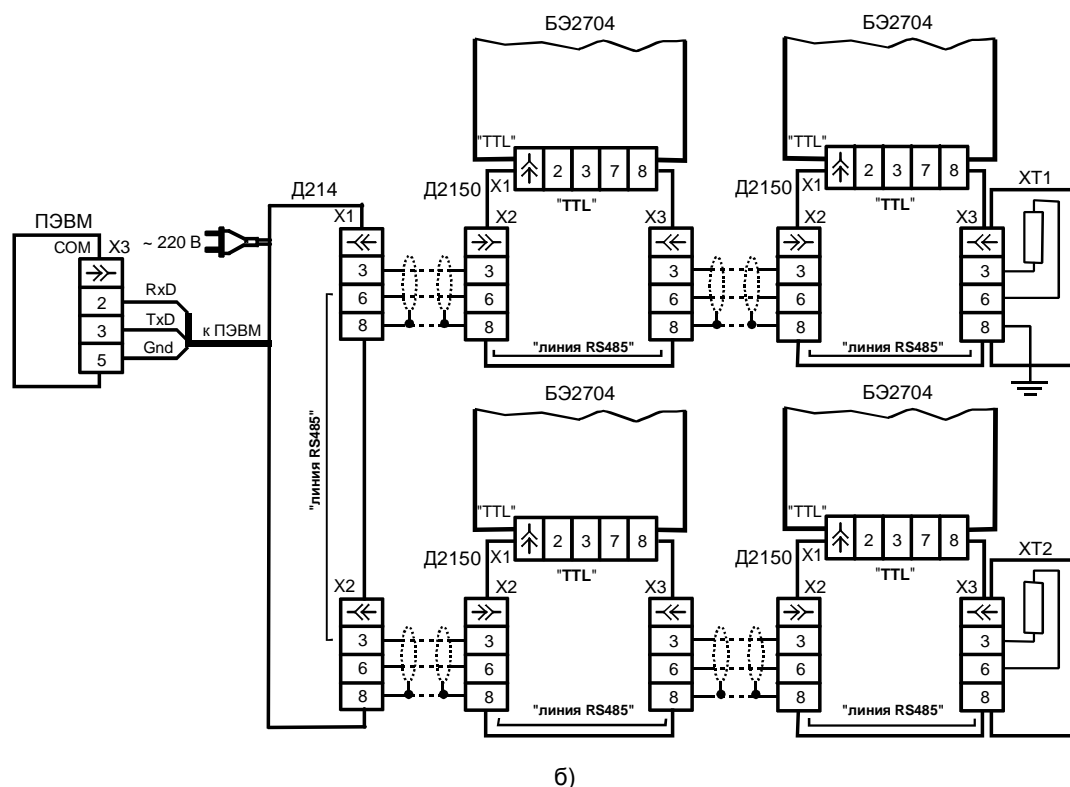 БЭ2704
БЭ2704
"TTL"
2 3 7 8
"TTL"
"TTL"
2 3 7 8
"TTL"
Д214
X1
3
6
8
Д2150
X1
X2
3
6
8
X3
3
6
8
Д2150
X1
X2
3
6
8
X3
3
6
8
XT1
ПЭВМ
COM
X3
2
3
5
~ 220 В
RxD
TxD
Gnd
к ПЭВМ
"линия RS485"
"линия RS485"
"линия RS485"
БЭ2704
БЭ2704
"TTL"
2 3 7 8
"TTL"
"TTL"
2 3 7 8
"TTL"
X2
3
6
8
Д2150
X1
X2
3
6
8
X3
3
6
8
Д2150
X1
X2
3
6
8
X3
3
6
8
XT2
"линия RS485"
"линия RS485"
б)